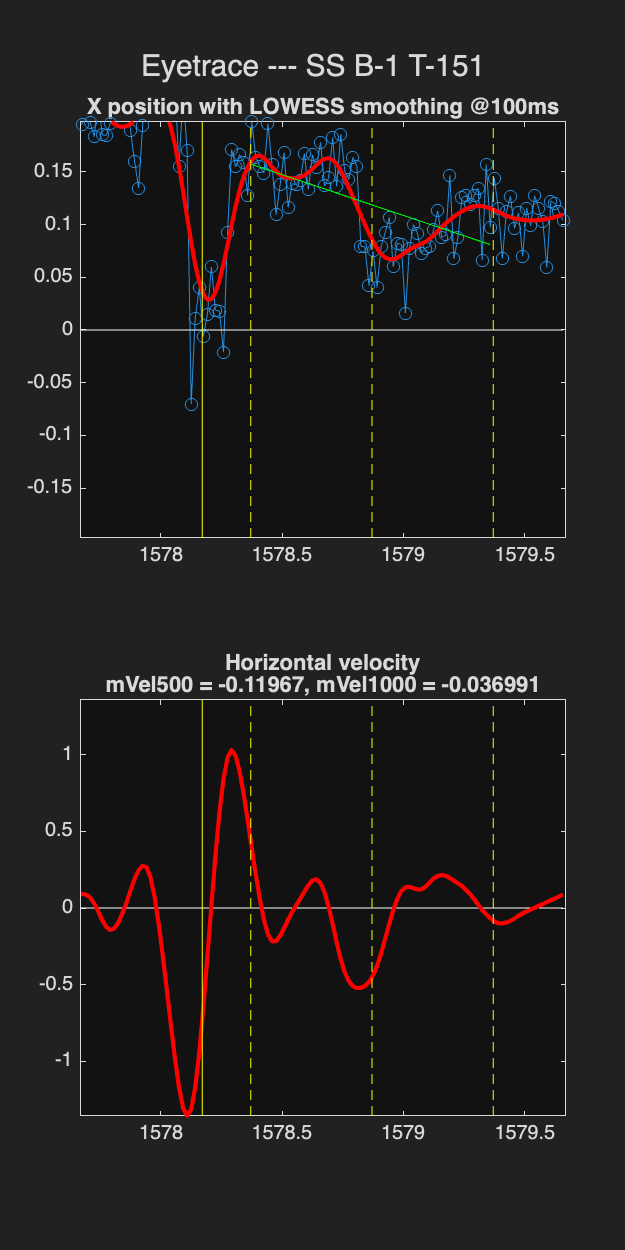 Eyetrace --- SS B-1 T-151
X position with LOWESS smoothing @100ms
0.15
0.1
0.05
0
-0.05
-0.1
-0.15
1578 1578.5 1579 1579.5
Horizontal velocity
mVel500 = -0.11967, mVel1000 = -0.036991
1
0.5
0
-0.5
-1
1578 1578.5 1579 1579.5